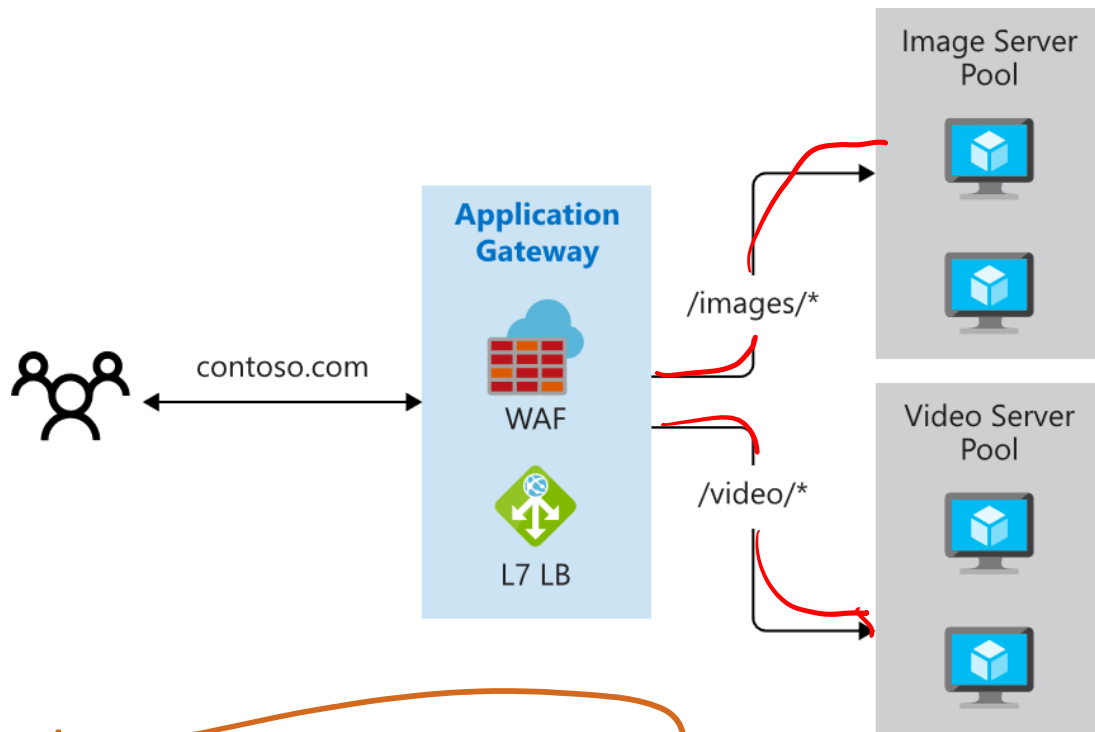 Image Server
Pool
Application
Gateway
/images/*
contoso.com
WAF
Video Server
Pool
/video/*
L7 LB